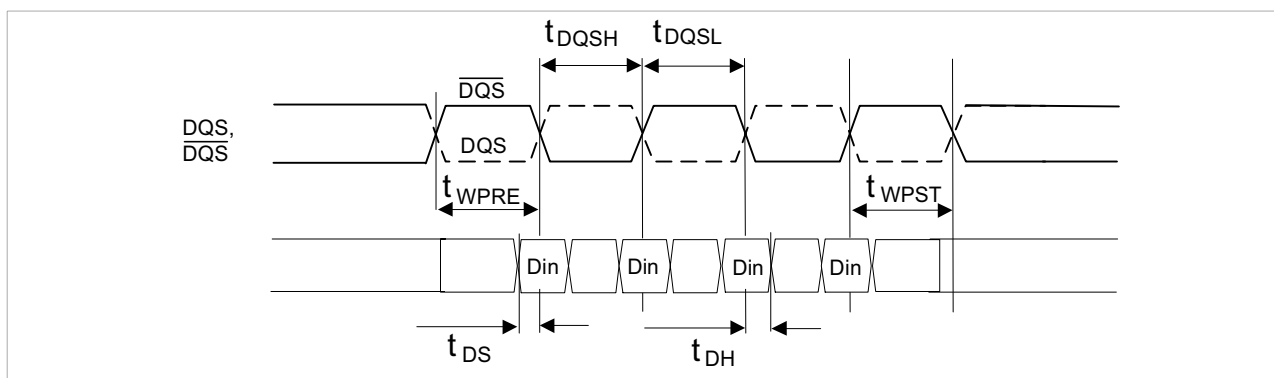 tDQSH tDQSL
DQS
DQS,
DQS
DQS
tWPRE
tWPST
Din Din Din Din
tDS
tDH